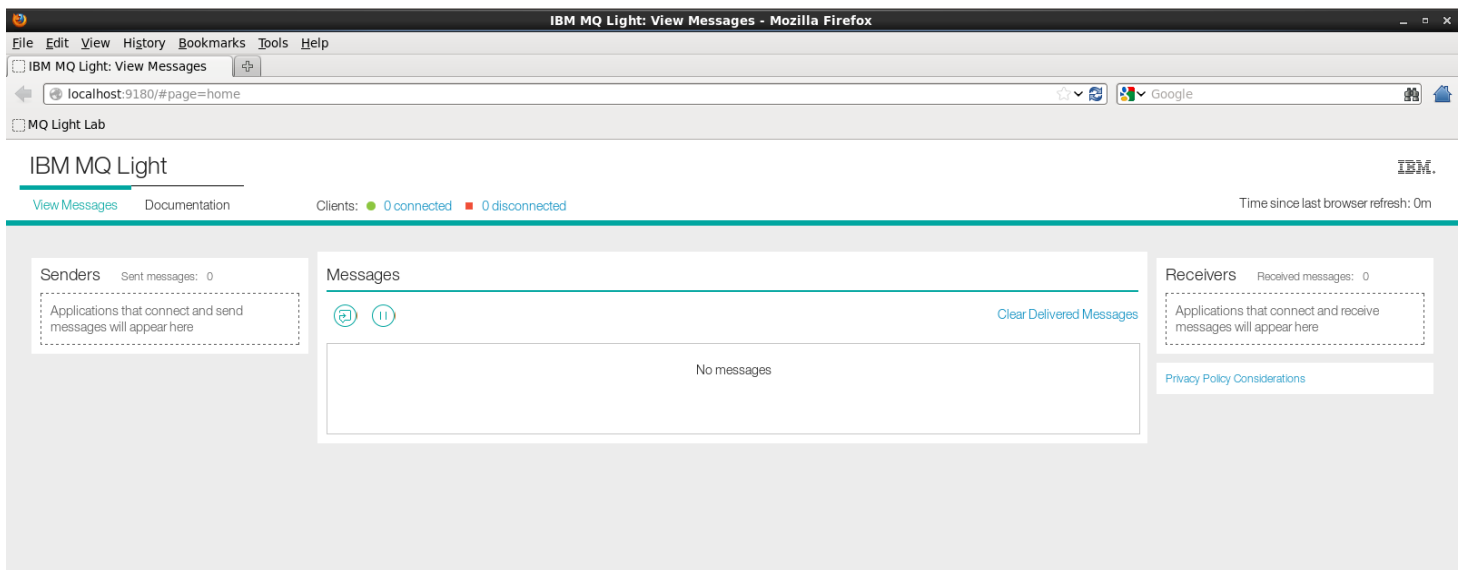 IBM MQ Light: View Messages - Mozilla Firefox
File Edit View History Bookmarks Tools Help
IBM MQ Light: View Messages
localhost:9180/#page=home
Google
MQ Light Lab
IBM MQ Light
IBM.
View Messages Documentation Clients: 0 connected 0 disconnected Time since last browser refresh: 0m
Senders Sent messages: 0
Applications that connect and send
messages will appear here
Messages
Clear Delivered Messages
No messages
Receivers Received messages: 0
Applications that connect and receive
messages will appear here
Privacy Policy Considerations